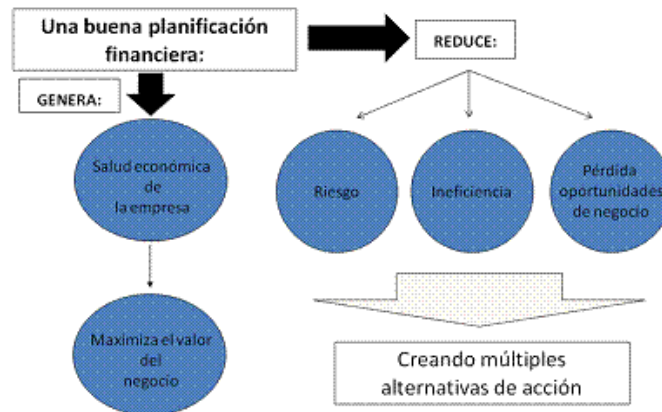 Una buena planificación
financiera:
REDUCE:
GENERA:
Salud económica
de
la empresa
Riesgo
Ineficiencia
Pérdida
oportunidades
de negocio
Maximiza el valor
del
negocio
Creando múltiples
alternativas de acción